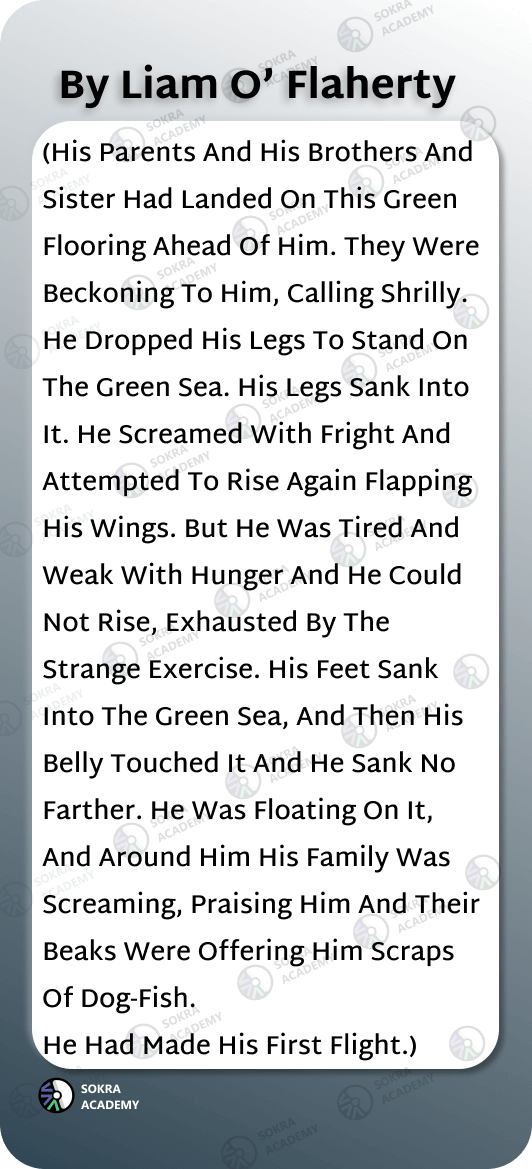 By Liam O’ Flaherty
(His Parents And His Brothers And
Sister Had Landed On This Green
Flooring Ahead Of Him. They Were
Beckoning To Him, Calling Shrilly.
He Dropped His Legs To Stand On
The Green Sea. His Legs Sank Into
It. He Screamed With Fright And
Attempted To Rise Again Flapping
His Wings. But He Was Tired And
Weak With Hunger And He Could
Not Rise, Exhausted By The
Strange Exercise. His Feet Sank
Into The Green Sea, And Then His
Belly Touched It And He Sank No
Farther. He Was Floating On It,
And Around Him His Family Was
Screaming, Praising Him And Their
Beaks Were Offering Him Scraps
Of Dog-Fish.
He Had Made His First Flight.)
SOKRA
ACADEMY